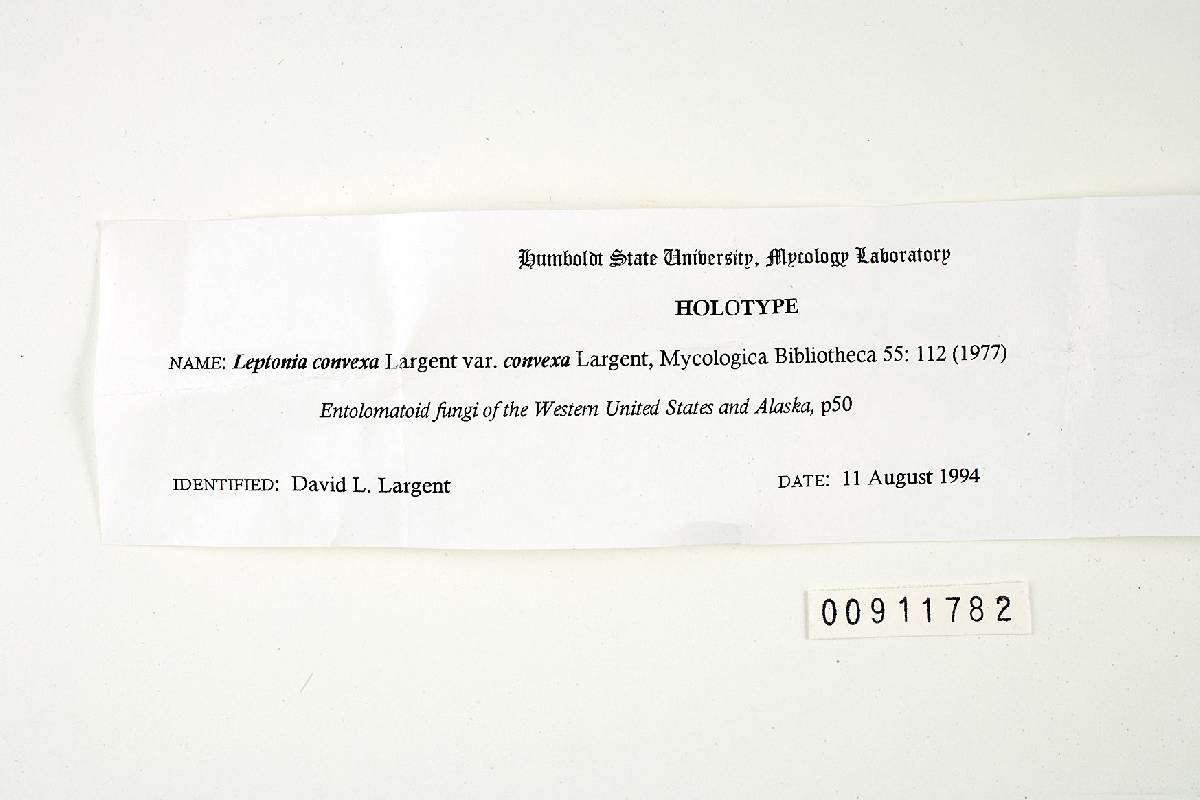 Humboldt State University, Mycology Laboratory
HOLOTYPE
NAME: Leptonia convexa Largent var. convexa Largent, Mycologica Bibliotheca 55: 112 (1977)
Entolomatoid fungi of the Western United States and Alaska, p50
IDENTIFIED: David L. Largent DATE: 11 August 1994
00911782